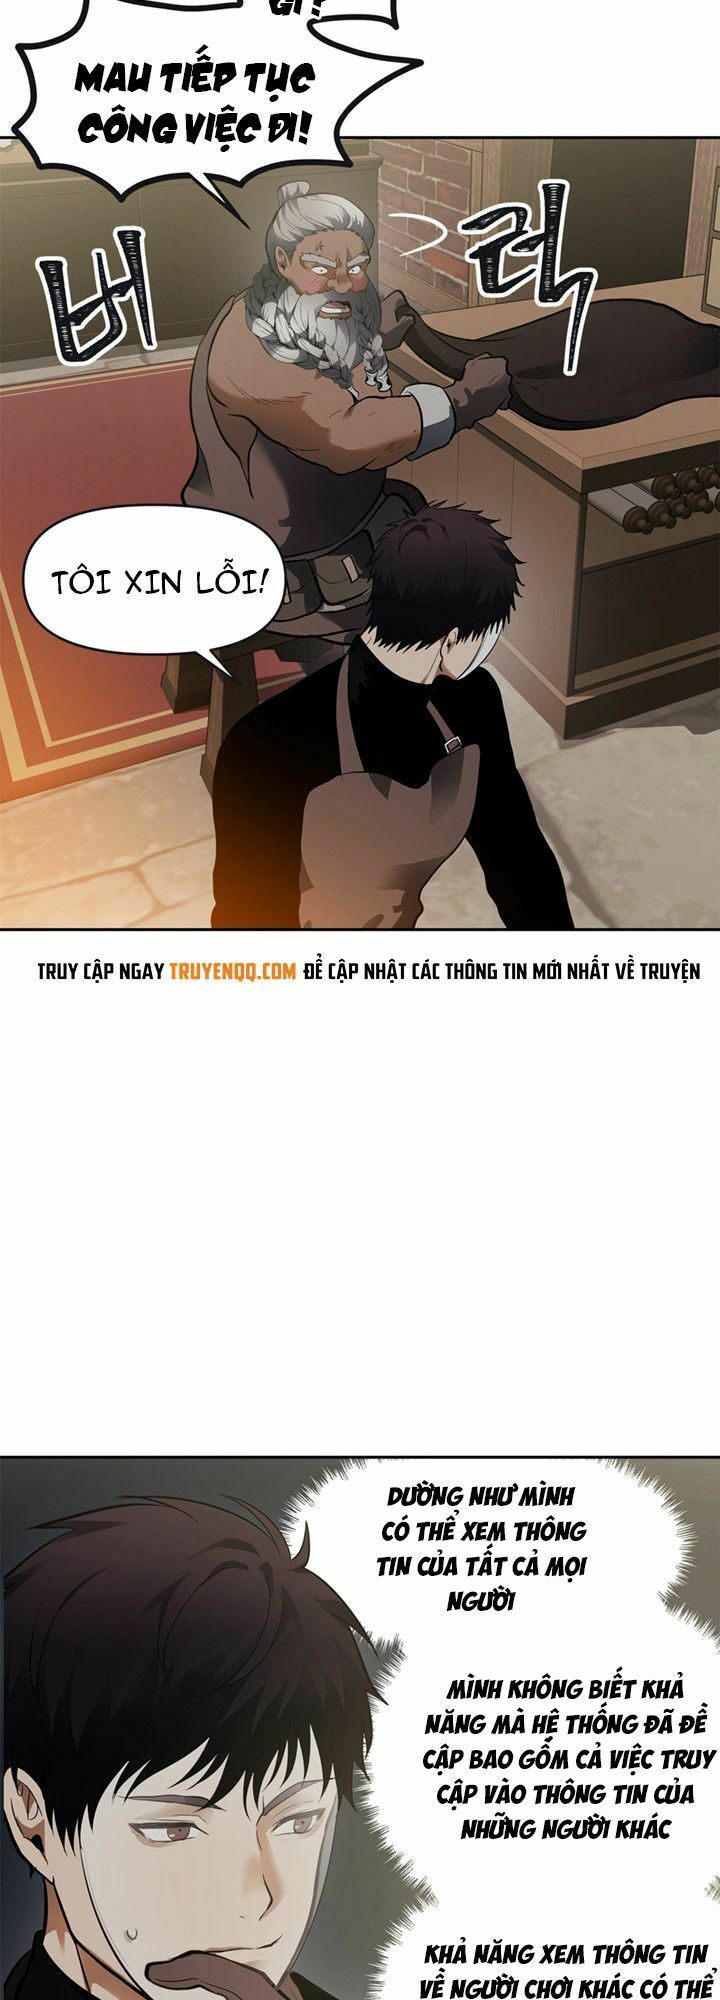 GÌ?
MAU TIẾP TỤC
CÔNG VIỆC ĐI!
버
럭
TÔI XIN LỖI!
TRUY CẬP NGAY TRUYENQQ.COM ĐỂ CẬP NHẬT CÁC THÔNG TIN MỚI NHẤT VỀ TRUYỆN
DƯỜNG NHƯ MÌNH
CÓ THỂ XEM THÔNG
TIN CỦA TẤT CẢ MỌI
NGƯỜI
MÌNH KHÔNG BIẾT KHẢ
NĂNG MÀ HỆ THỐNG ĐÃ ĐỀ
CẬP BAO GỒM CẢ VIỆC TRUY
CẬP VÀO THÔNG TIN CỦA
NHỮNG NGƯỜI KHÁC
KHẢ NĂNG XEM THÔNG TIN
VỀ NGƯỜI CHƠI KHÁC CÓ THỂ